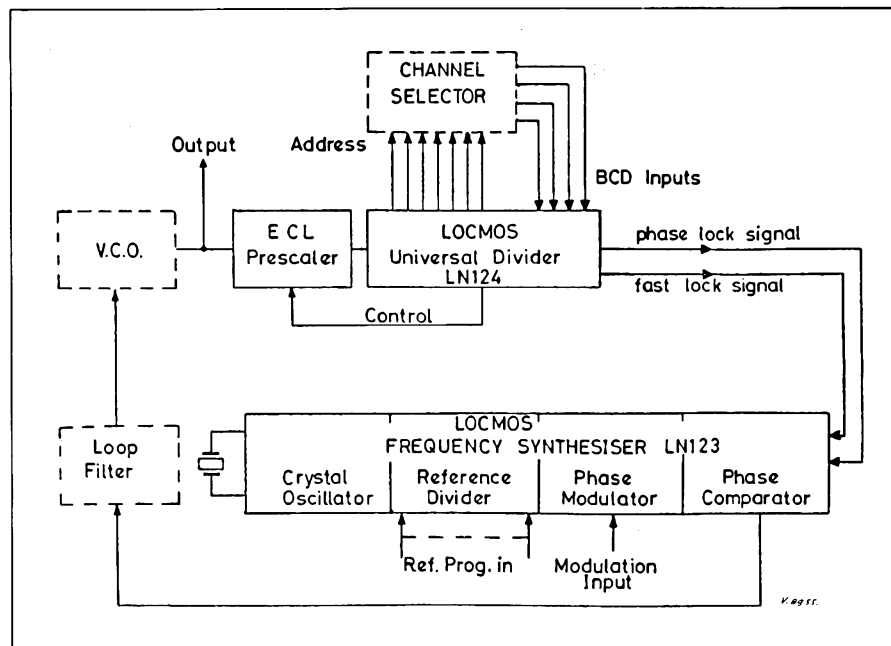 CHANNEL
SELECTOR
Output
Address
BCD Inputs
V.C.O.
ECL
Prescaler
LOCMOS
Universal Divider
LN124
phase lock signal
fast lock signal
Control
Loop
Filter
LOCMOS
FREQUENCY SYNTHESISER LN123
Crystal
Oscillator
Reference
Divider
Phase
Modulator
Phase
Comparator
Ref. Prog. in
Modulation
Input